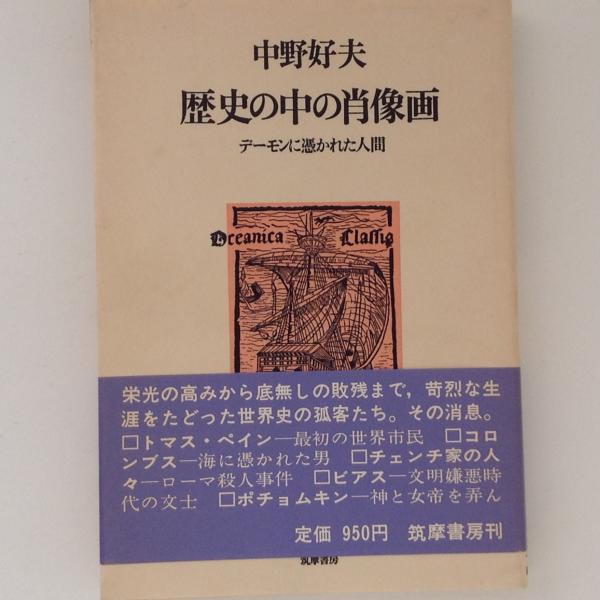 中野好夫
歴史の中の肖像画
デーモンに憑かれた人間
Oceanica Classis
栄光の高みから底無しの敗残まで，苛烈な生
涯をたどった世界史の孤客たち。その消息。
□トマス・ペイン―最初の世界市民　□コロ
ンブス―海に憑かれた男　□チェンチ家の人
々―ローマ殺人事件　□ビアス―文明嫌悪時
代の文士　□ポチョムキン―神と女帝を弄ん
定価 950円　筑摩書房刊
筑摩書房